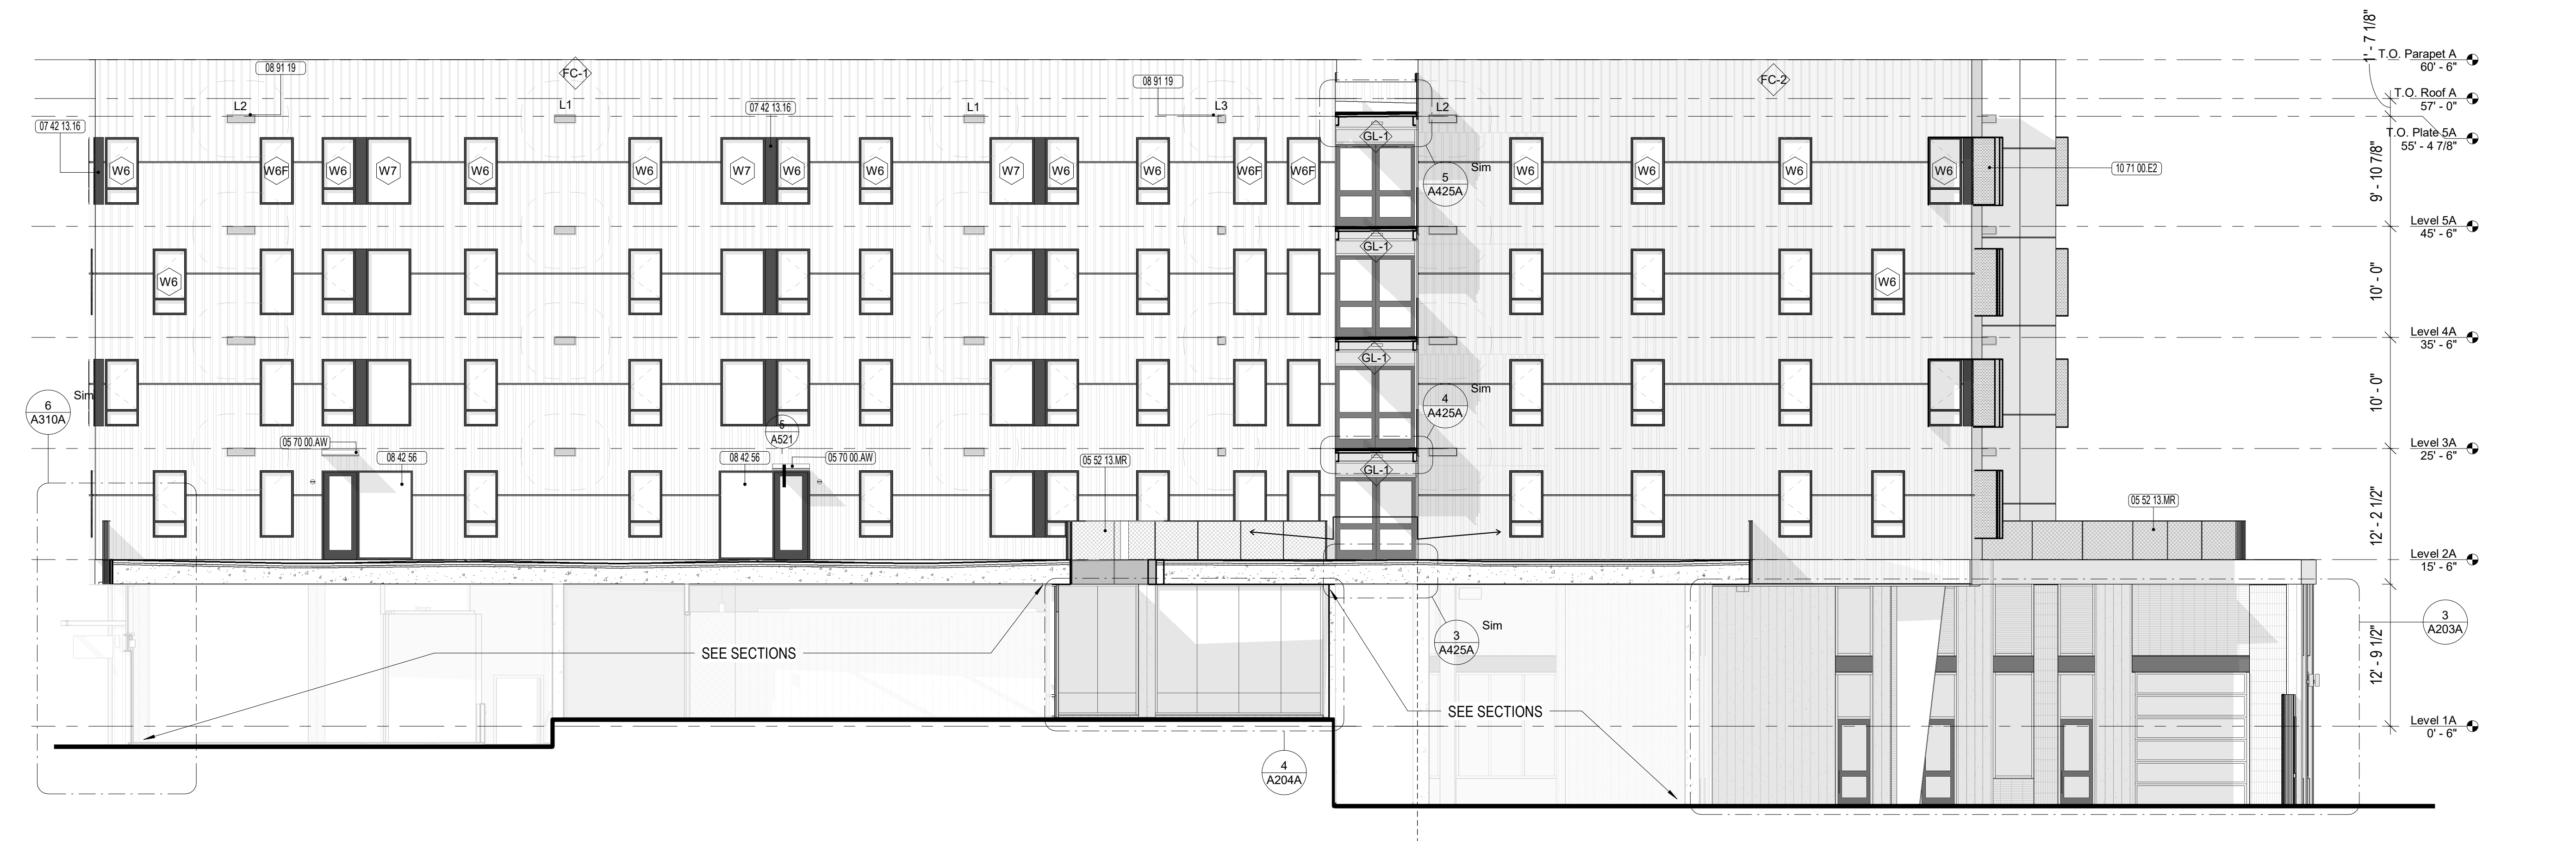 1' - 7 1/8"
T.O. Parapet A
60' - 6"
08 91 19
FC-1
08 91 19
FC-2
T.O. Roof A
57' - 0"
L2
L1
07 42 13.16
L1
L3
L2
07 42 13.16
GL-1
T.O. Plate 5A
55' - 4 7/8"
W6
W6F
W6
W7
W6
W6
W7
W6
W6
W7
W6
W6
W6F
W6F
Sim
5
A425A
W6
W6
W6
W6
10 71 00.E2
9' - 10 7/8"
Level 5A
45' - 6"
GL-1
W6
W6
10' - 0"
Level 4A
35' - 6"
GL-1
Sim
6
A310A
Sim
4
A425A
10' - 0"
5
A521
05 70 00.AW
08 42 56
08 42 56
05 70 00.AW
05 52 13.MR
GL-1
Level 3A
25' - 6"
05 52 13.MR
12' - 2 1/2"
Level 2A
15' - 6"
SEE SECTIONS
3
A425A
Sim
3
A203A
12' - 9 1/2"
SEE SECTIONS
Level 1A
0' - 6"
4
A204A